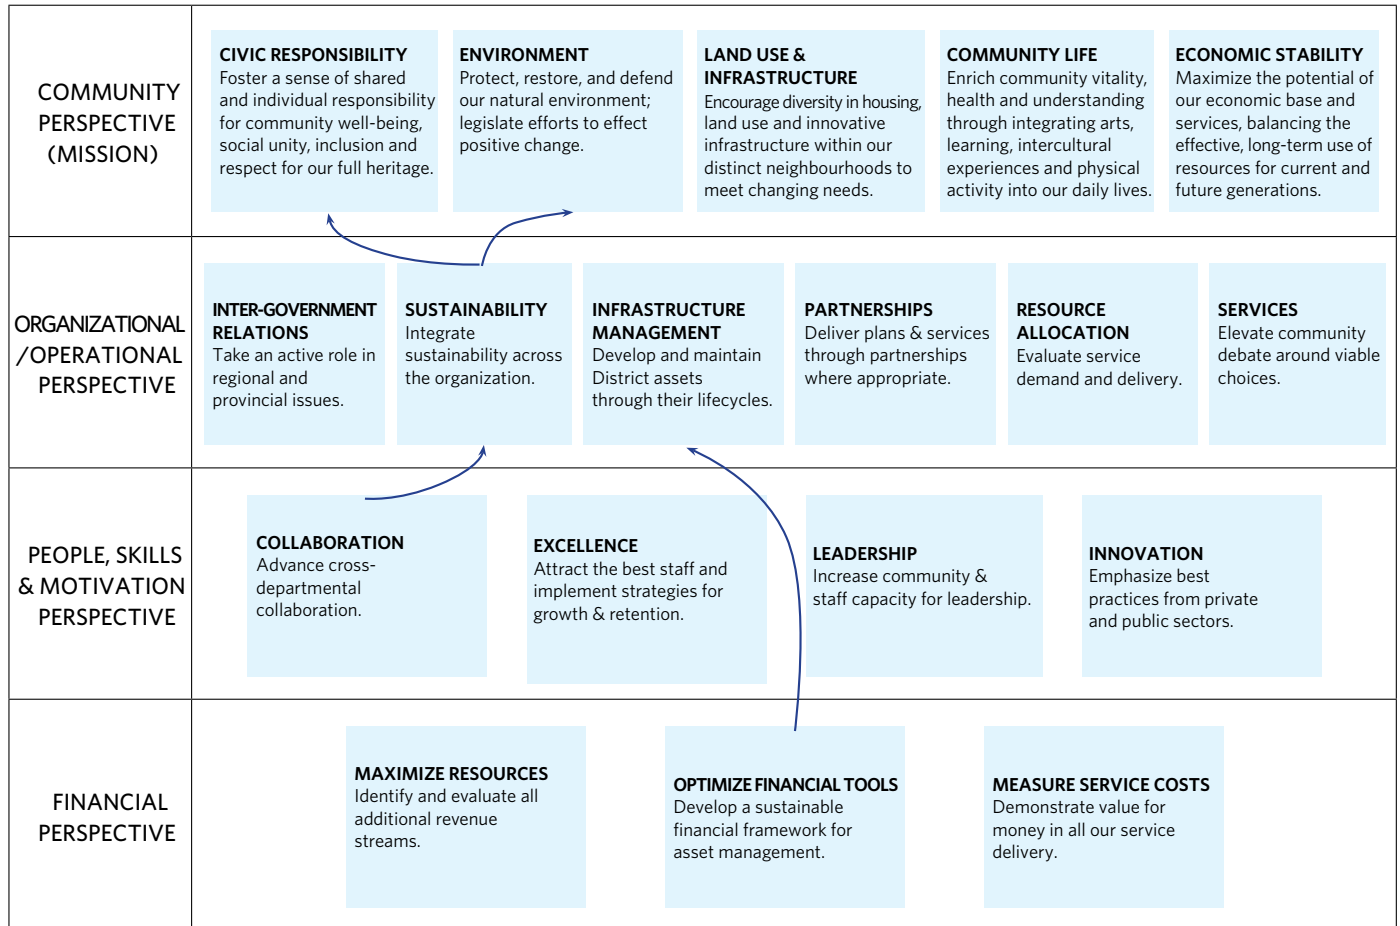 COMMUNITY
PERSPECTIVE
(MISSION)
CIVIC RESPONSIBILITY
Foster a sense of shared
and individual responsibility
for community well-being,
social unity, inclusion and
respect for our full heritage.
ENVIRONMENT
Protect, restore, and defend
our natural environment;
legislate efforts to effect
positive change.
LAND USE &
INFRASTRUCTURE
Encourage diversity in housing,
land use and innovative
infrastructure within our
distinct neighbourhoods to
meet changing needs.
COMMUNITY LIFE
Enrich community vitality,
health and understanding
through integrating arts,
learning, intercultural
experiences and physical
activity into our daily lives.
ECONOMIC STABILITY
Maximize the potential of
our economic base and
services, balancing the
effective, long-term use of
resources for current and
future generations.
ORGANIZATIONAL
/OPERATIONAL
PERSPECTIVE
INTER-GOVERNMENT
RELATIONS
Take an active role in
regional and
provincial issues.
SUSTAINABILITY
Integrate
sustainability across
the organization.
INFRASTRUCTURE
MANAGEMENT
Develop and maintain
District assets
through their lifecycles.
PARTNERSHIPS
Deliver plans & services
through partnerships
where appropriate.
RESOURCE
ALLOCATION
Evaluate service
demand and delivery.
SERVICES
Elevate community
debate around viable
choices.
PEOPLE, SKILLS
& MOTIVATION
PERSPECTIVE
COLLABORATION
Advance cross-
departmental
collaboration.
EXCELLENCE
Attract the best staff and
implement strategies for
growth & retention.
LEADERSHIP
Increase community &
staff capacity for leadership.
INNOVATION
Emphasize best
practices from private
and public sectors.
FINANCIAL
PERSPECTIVE
MAXIMIZE RESOURCES
Identify and evaluate all
additional revenue
streams.
OPTIMIZE FINANCIAL TOOLS
Develop a sustainable
financial framework for
asset management.
MEASURE SERVICE COSTS
Demonstrate value for
money in all our service
delivery.